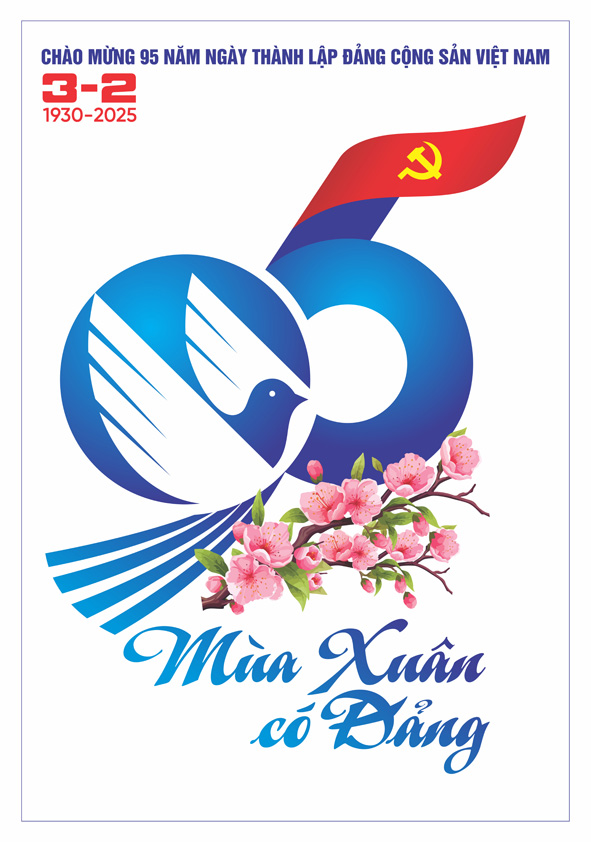 CHÀO MỪNG 95 NĂM NGÀY THÀNH LẬP ĐẢNG CỘNG SẢN VIỆT NAM
3-2
1930-2025
95
Mùa Xuân
có Đảng